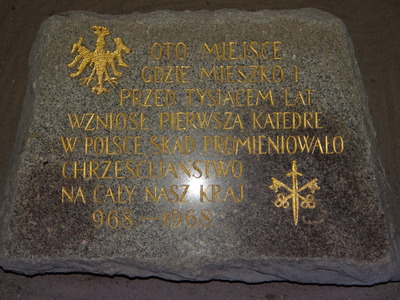 OTO MIEJSCE
GDZIE MIESZKO I
PRZED TYSIĄCEM LAT
WZNIÓSŁ PIERWSZĄ KATEDRĘ
W POLSCE SKĄD PROMIENIOWAŁO
CHRZEŚCIJAŃSTWO
NA CAŁY NASZ KRAJ
968 — 1968